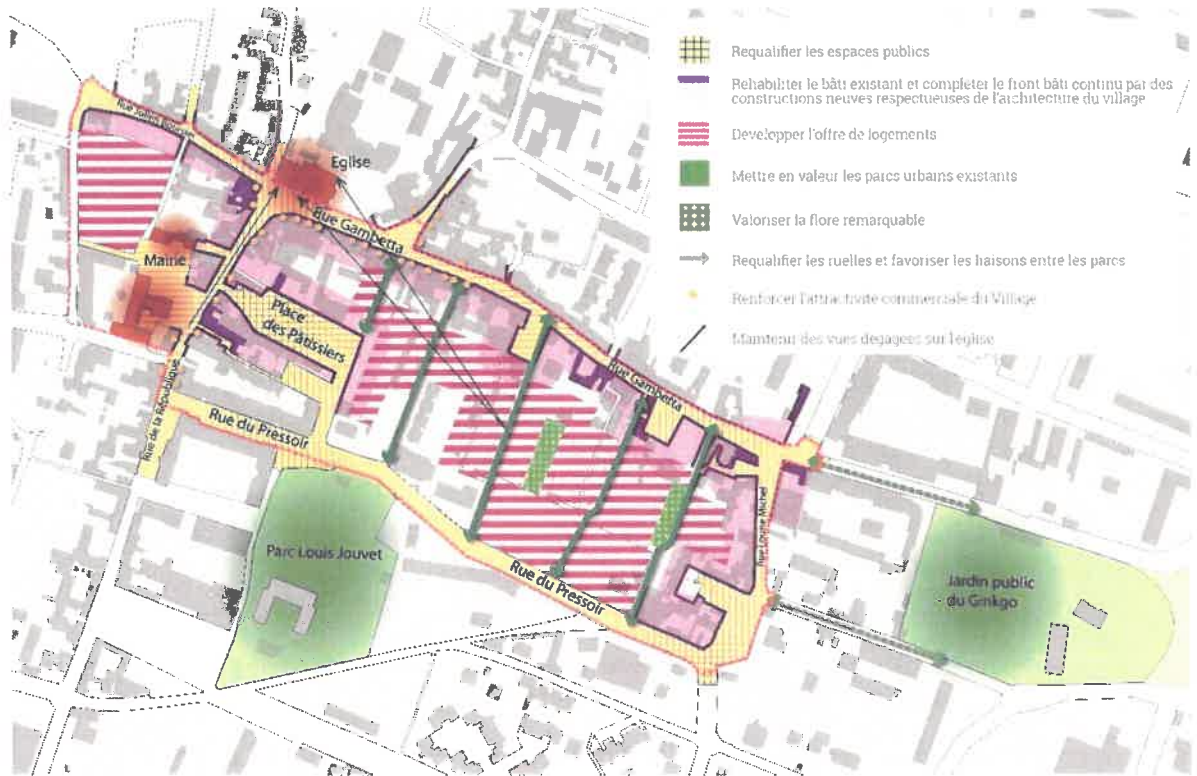 Requalifier les espaces publics
Rehabiliter le bâti existant et completer le front bâti continu par des
constructions neuves respectueuses de l'architecture du village
Developper l'offre de logements
Mettre en valeur les parcs urbains existants
Valoriser la flore remarquable
Requalifier les ruelles et favoriser les liaisons entre les parcs
Renforcer l'attractivite commerciale du Village
Maintenir des vues degagees sur l'eglise
Eglise
Rue Gambetta
Mairie
Place
des Pâtissiers
Rue Gambetta
Rue de la République
Rue du Pressoir
Rue Louise Michel
Parc Louis Jouvet
Rue du Pressoir
Jardin public
du Ginkgo